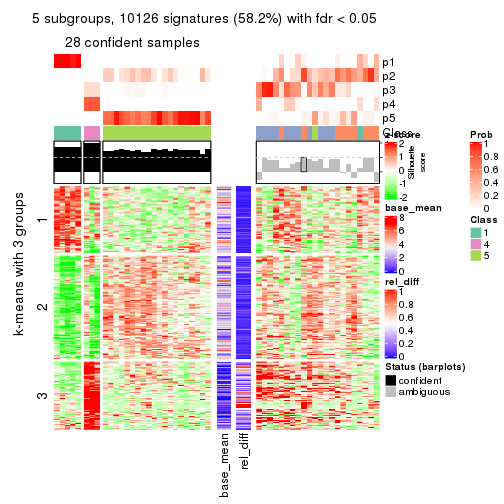 5 subgroups, 10126 signatures (58.2%) with fdr < 0.05
28 confident samples
p1
p2
p3
p4
p5
Class
k-means with 3 groups
1
2
3
base_mean
rel_diff
z-score
2
1
0
-1
-2
Silhouette
score
base_mean
8
6
4
2
0
rel_diff
1
0.8
0.6
0.4
0.2
0
Status (barplots)
confident
ambiguous
Prob
1
0.8
0.6
0.4
0.2
0
Class
1
4
5